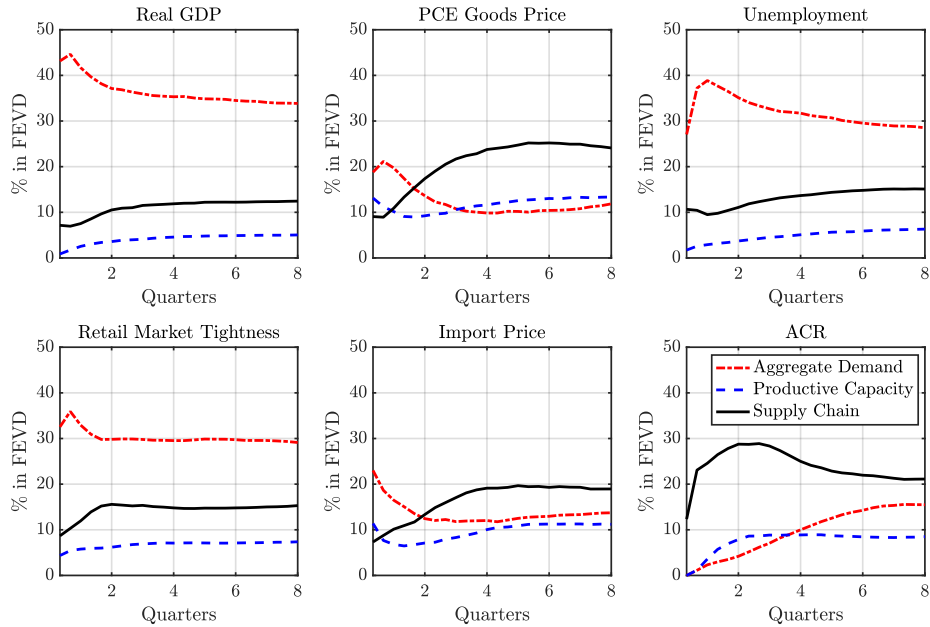 Real GDP
50
40
30
20
10
0
% in FEVD
2 4 6 8
Quarters
PCE Goods Price
50
40
30
20
10
0
% in FEVD
2 4 6 8
Quarters
Unemployment
50
40
30
20
10
0
% in FEVD
2 4 6 8
Quarters
Retail Market Tightness
50
40
30
20
10
0
% in FEVD
2 4 6 8
Quarters
Import Price
50
40
30
20
10
0
% in FEVD
2 4 6 8
Quarters
ACR
50
40
30
20
10
0
% in FEVD
Aggregate Demand
Productive Capacity
Supply Chain
2 4 6 8
Quarters